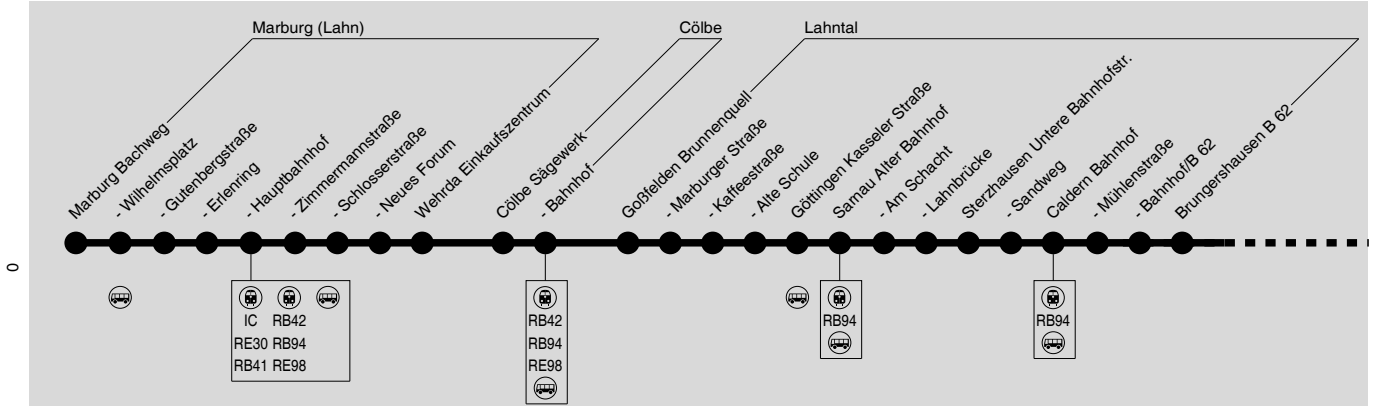 Marburg (Lahn)
Cölbe
Lahntal
Marburg Bachweg
- Wilhelmsplatz
- Gutenbergstraße
- Erlenring
- Hauptbahnhof
- Zimmermannstraße
- Schlosserstraße
- Neues Forum
Wehrda Einkaufszentrum
Cölbe Sägewerk
- Bahnhof
Goßfelden Brunnenquell
- Marburger Straße
- Kaffeestraße
- Alte Schule
Göttingen Kasseler Straße
Sarnau Alter Bahnhof
- Am Schacht
- Lahnbrücke
Sterzhausen Untere Bahnhofstr.
- Sandweg
Caldern Bahnhof
- Mühlenstraße
- Bahnhof/B 62
Brungershausen B 62
0
IC RB42
RE30 RB94
RB41 RE98
RB42
RB94
RE98
RB94
RB94